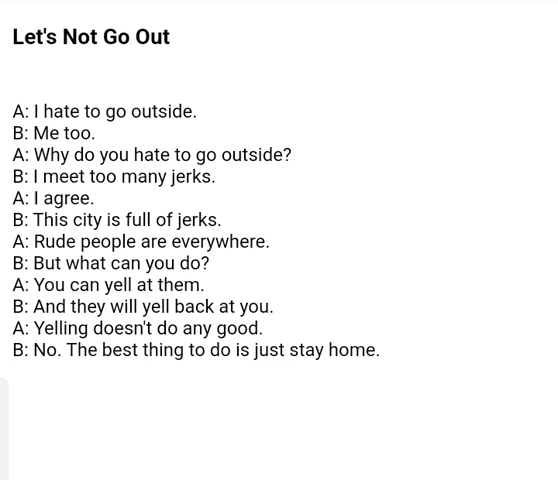 Let's Not Go Out
A: I hate to go outside.
B: Me too.
A: Why do you hate to go outside?
B: I meet too many jerks.
A: I agree.
B: This city is full of jerks.
A: Rude people are everywhere.
B: But what can you do?
A: You can yell at them.
B: And they will yell back at you.
A: Yelling doesn't do any good.
B: No. The best thing to do is just stay home.